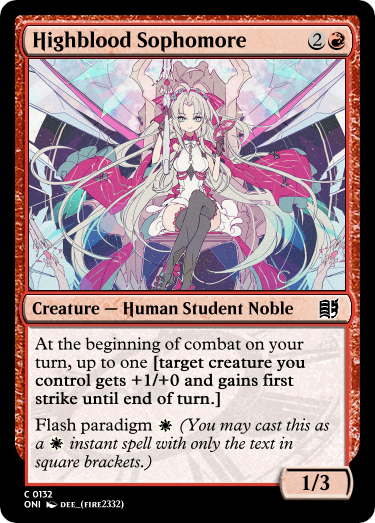 Highblood Sophomore 2
Creature — Human Student Noble
At the beginning of combat on your
turn, up to one [target creature you
control gets +1/+0 and gains first
strike until end of turn.]
Flash paradigm (You may cast this as
a instant spell with only the text in
square brackets.)
1/3
C 0132
ONI DEE_(FIRE2332)